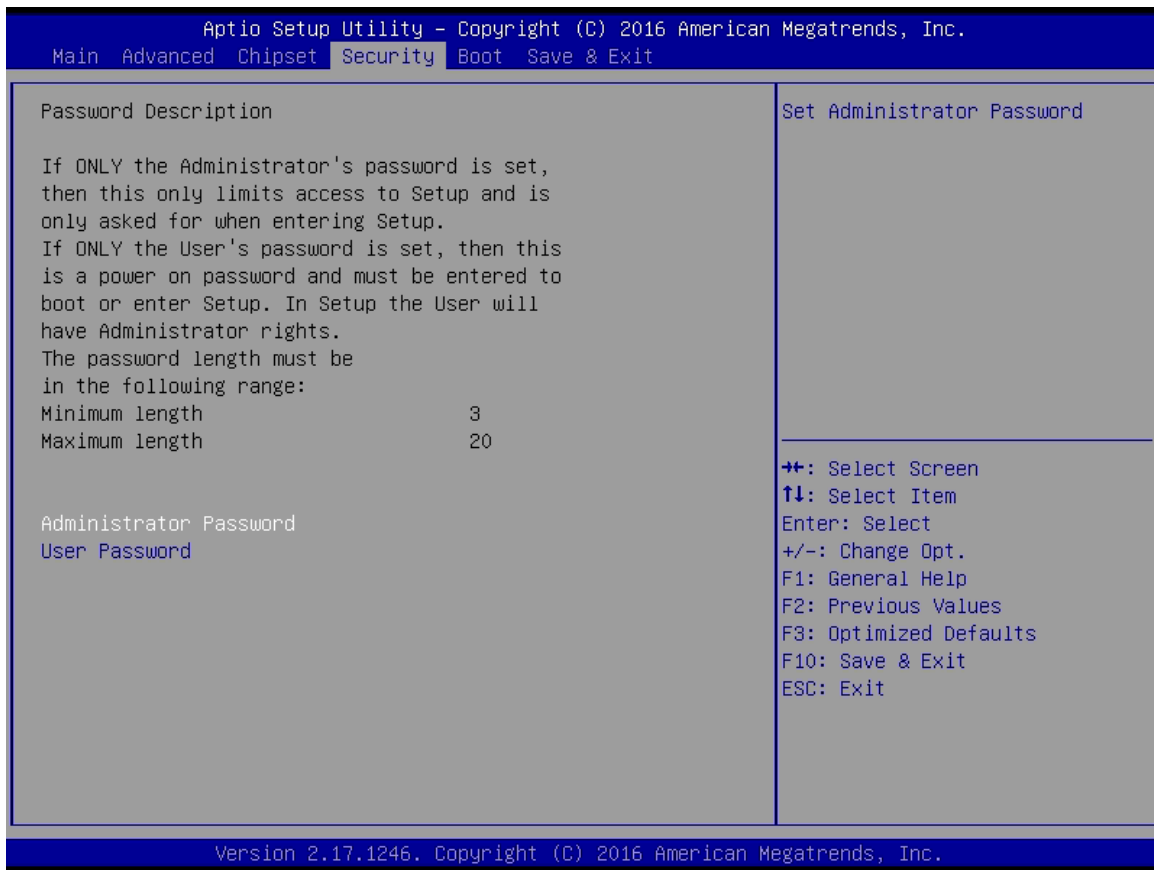 Aptio Setup Utility – Copyright (C) 2016 American Megatrends, Inc.
Main Advanced Chipset Security Boot Save & Exit
Password Description
If ONLY the Administrator's password is set,
then this only limits access to Setup and is
only asked for when entering Setup.
If ONLY the User's password is set, then this
is a power on password and must be entered to
boot or enter Setup. In Setup the User will
have Administrator rights.
The password length must be
in the following range:
Minimum length 3
Maximum length 20
Administrator Password
User Password
Set Administrator Password
→←: Select Screen
↑↓: Select Item
Enter: Select
+/-: Change Opt.
F1: General Help
F2: Previous Values
F3: Optimized Defaults
F10: Save & Exit
ESC: Exit
Version 2.17.1246. Copyright (C) 2016 American Megatrends, Inc.